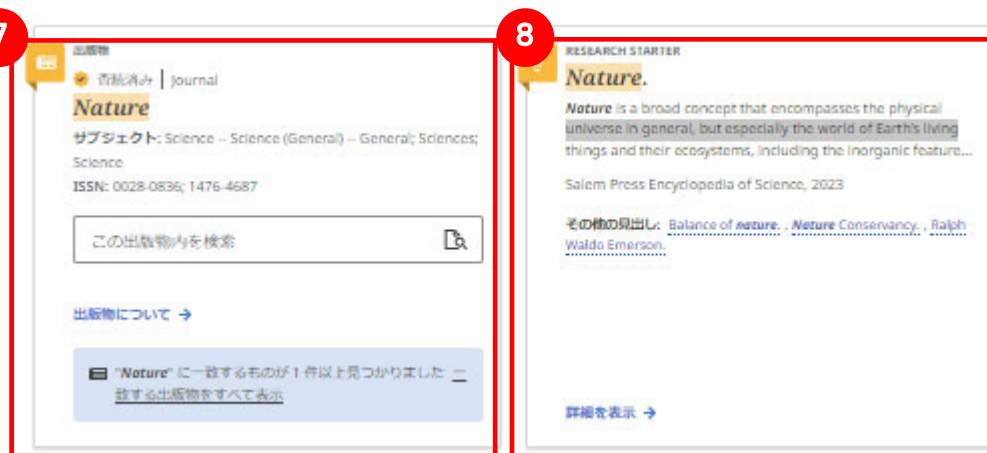 7
出版物
査読済み | Journal
Nature
サブジェクト: Science -- Science (General) -- General; Sciences;
Science
ISSN: 0028-0836; 1476-4687
この出版物内を検索
出版物について →
"Nature" に一致するものが 1 件以上見つかりました 一
致する出版物をすべて表示
8
RESEARCH STARTER
Nature.
Nature is a broad concept that encompasses the physical
universe in general, but especially the world of Earth's living
things and their ecosystems, including the inorganic feature...
Salem Press Encyclopedia of Science, 2023
その他の見出し: Balance of nature. , Nature Conservancy. , Ralph
Waldo Emerson.
詳細を表示 →